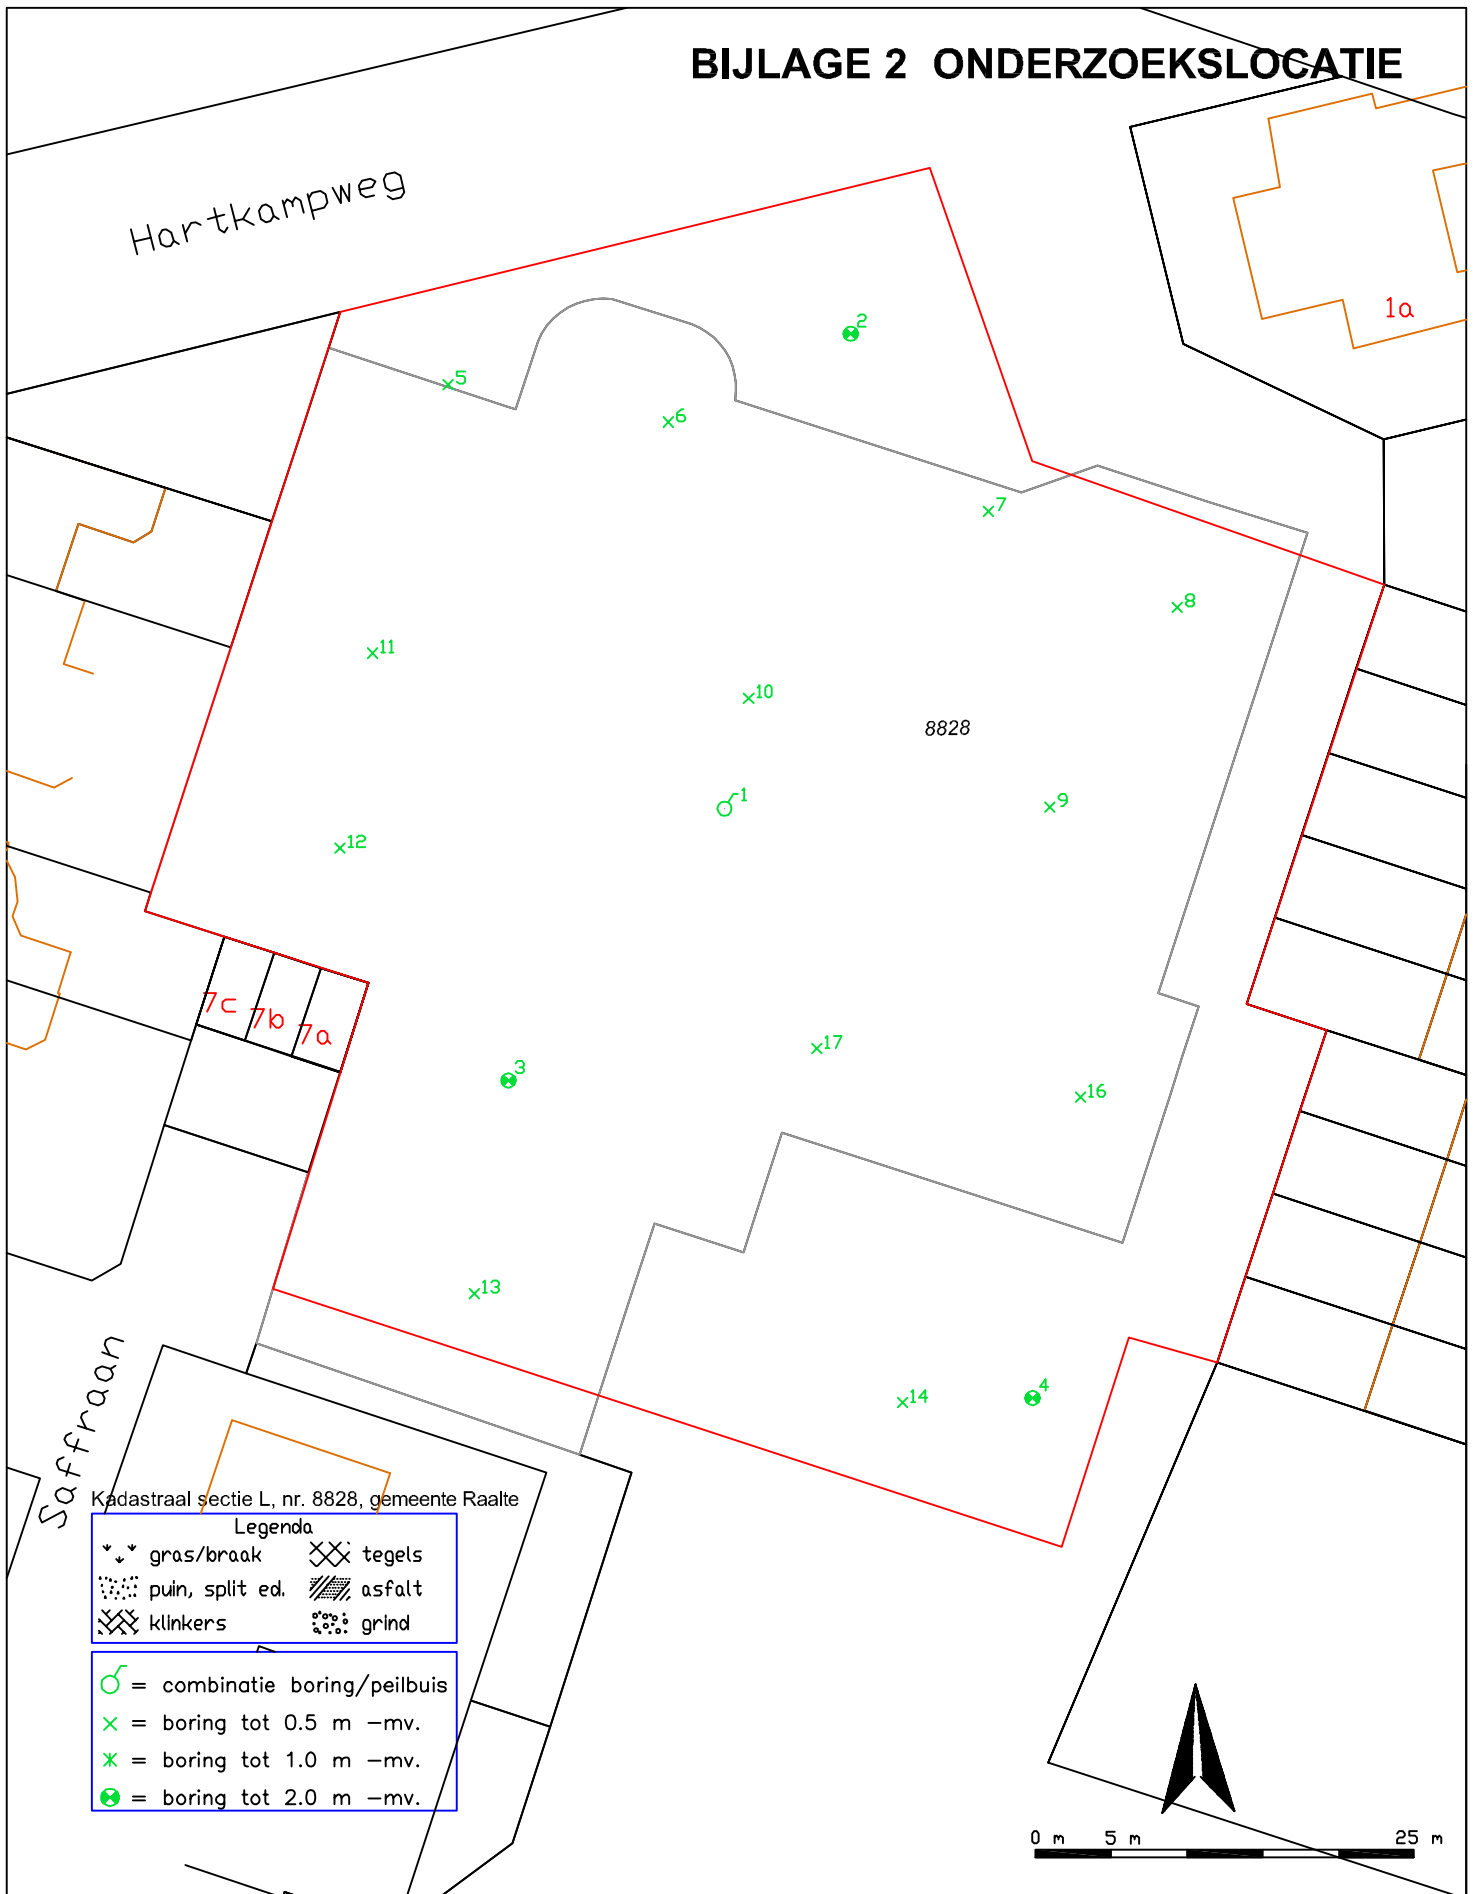 BIJLAGE 2 ONDERZOEKSLOCATIE
Hartkampweg
1a
2
5
6
7
8
11
10
8828
1
9
12
7c
7b
7a
17
3
16
13
Saffraan
14
4
Kadastraal sectie L, nr. 8828, gemeente Raalte
Legenda
gras/braak
tegels
puin, split ed.
asfalt
klinkers
grind
= combinatie boring/peilbuis
= boring tot 0.5 m -mv.
= boring tot 1.0 m -mv.
= boring tot 2.0 m -mv.
0 m 5 m 25 m